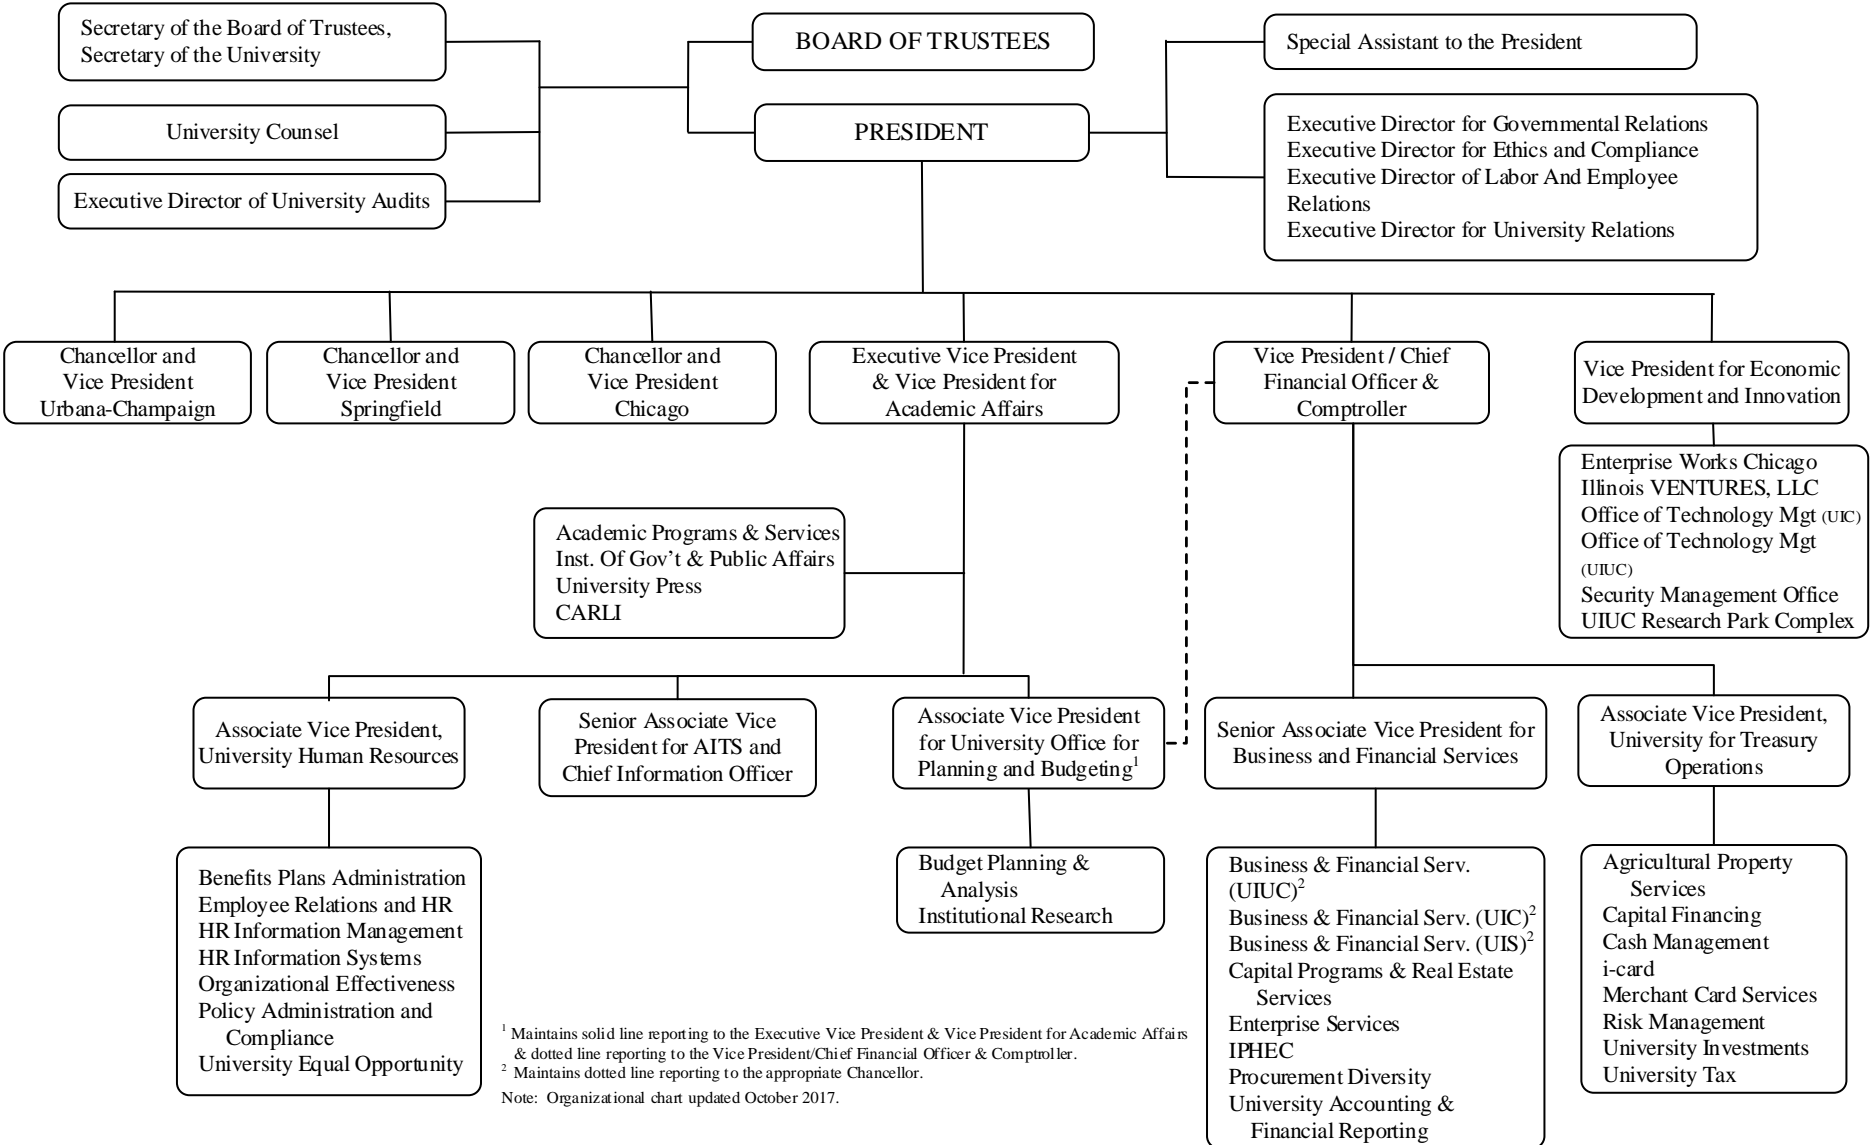 Secretary of the Board of Trustees,
Secretary of the University
BOARD OF TRUSTEES
Special Assistant to the President
University Counsel
PRESIDENT
Executive Director for Governmental Relations
Executive Director for Ethics and Compliance
Executive Director of Labor And Employee
Relations
Executive Director for University Relations
Executive Director of University Audits
Chancellor and
Vice President
Urbana-Champaign
Chancellor and
Vice President
Springfield
Chancellor and
Vice President
Chicago
Executive Vice President
& Vice President for
Academic Affairs
Vice President / Chief
Financial Officer &
Comptroller
Vice President for Economic
Development and Innovation
Enterprise Works Chicago
Illinois VENTURES, LLC
Office of Technology Mgt (UIC)
Office of Technology Mgt
(UIUC)
Security Management Office
UIUC Research Park Complex
Academic Programs & Services
Inst. Of Gov’t & Public Affairs
University Press
CARLI
Associate Vice President,
University Human Resources
Senior Associate Vice
President for AITS and
Chief Information Officer
Associate Vice President
for University Office for
Planning and Budgeting¹
Senior Associate Vice President for
Business and Financial Services
Associate Vice President,
University for Treasury
Operations
Benefits Plans Administration
Employee Relations and HR
HR Information Management
HR Information Systems
Organizational Effectiveness
Policy Administration and
Compliance
University Equal Opportunity
Budget Planning &
Analysis
Institutional Research
Business & Financial Serv.
(UIUC)²
Business & Financial Serv. (UIC)²
Business & Financial Serv. (UIS)²
Capital Programs & Real Estate
Services
Enterprise Services
IPHEC
Procurement Diversity
University Accounting &
Financial Reporting
Agricultural Property
Services
Capital Financing
Cash Management
i-card
Merchant Card Services
Risk Management
University Investments
University Tax
¹ Maintains solid line reporting to the Executive Vice President & Vice President for Academic Affairs
& dotted line reporting to the Vice President/Chief Financial Officer & Comptroller.
² Maintains dotted line reporting to the appropriate Chancellor.
Note: Organizational chart updated October 2017.